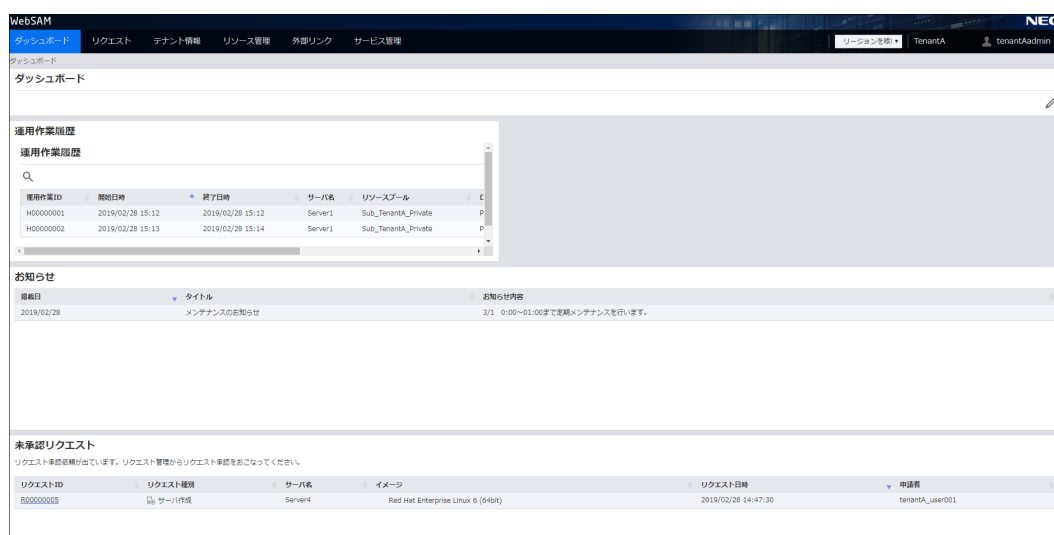 WebSAM
NEC
ダッシュボード リクエスト テナント情報 リソース管理 外部リンク サービス管理 リージョンを移 TenantA tenantAadmin
ダッシュボード
ダッシュボード
運用作業履歴
運用作業履歴
運用作業ID 開始日時 終了日時 サーバ名 リソースプール
H00000001 2019/02/28 15:12 2019/02/28 15:12 Server1 Sub_TenantA_Private P
H00000002 2019/02/28 15:13 2019/02/28 15:14 Server1 Sub_TenantA_Private P
お知らせ
掲載日 タイトル お知らせ内容
2019/02/28 メンテナンスのお知らせ 3/1 0:00～01:00まで定期メンテナンスを行います。
未承認リクエスト
リクエスト承認依頼が出ています。リクエスト管理からリクエスト承認をおこなってください。
リクエストID リクエスト種別 サーバ名 イメージ リクエスト日時 申請者
R00000005 サーバ作成 Server4 Red Hat Enterprise Linux 6 (64bit) 2019/02/28 14:47:30 tenantA_user001